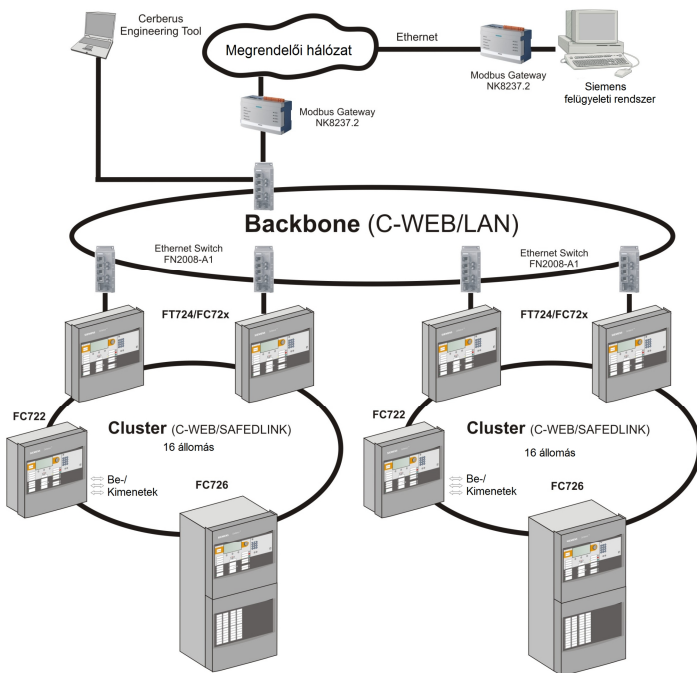 Cerberus
Engineering Tool
Megrendelői hálózat
Ethernet
Modbus Gateway
NK8237.2
Siemens
felügyeleti rendszer
Modbus Gateway
NK8237.2
Backbone (C-WEB/LAN)
Ethernet Switch
FN2008-A1
Ethernet Switch
FN2008-A1
FT724/FC72x
FT724/FC72x
FC722
Cluster (C-WEB/SAFEDLINK)
16 állomás
Be-/
Kimenetek
FC726
FC722
Cluster (C-WEB/SAFEDLINK)
16 állomás
Be-/
Kimenetek
FC726